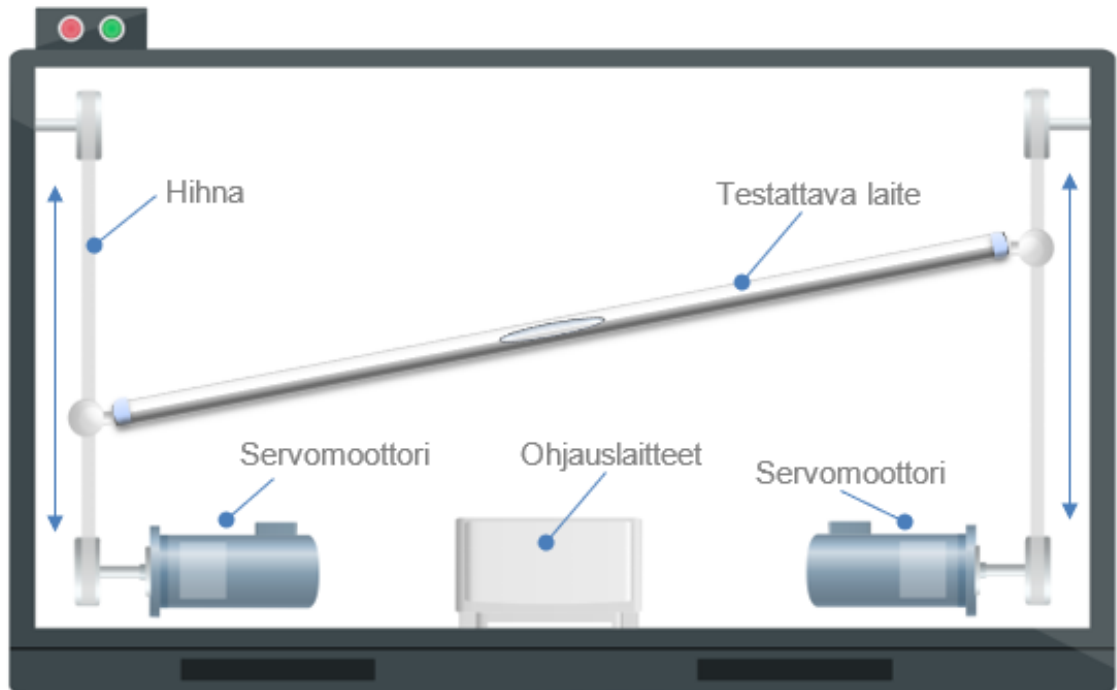 Hihna
Testattava laite
Servomoottori
Ohjauslaitteet
Servomoottori